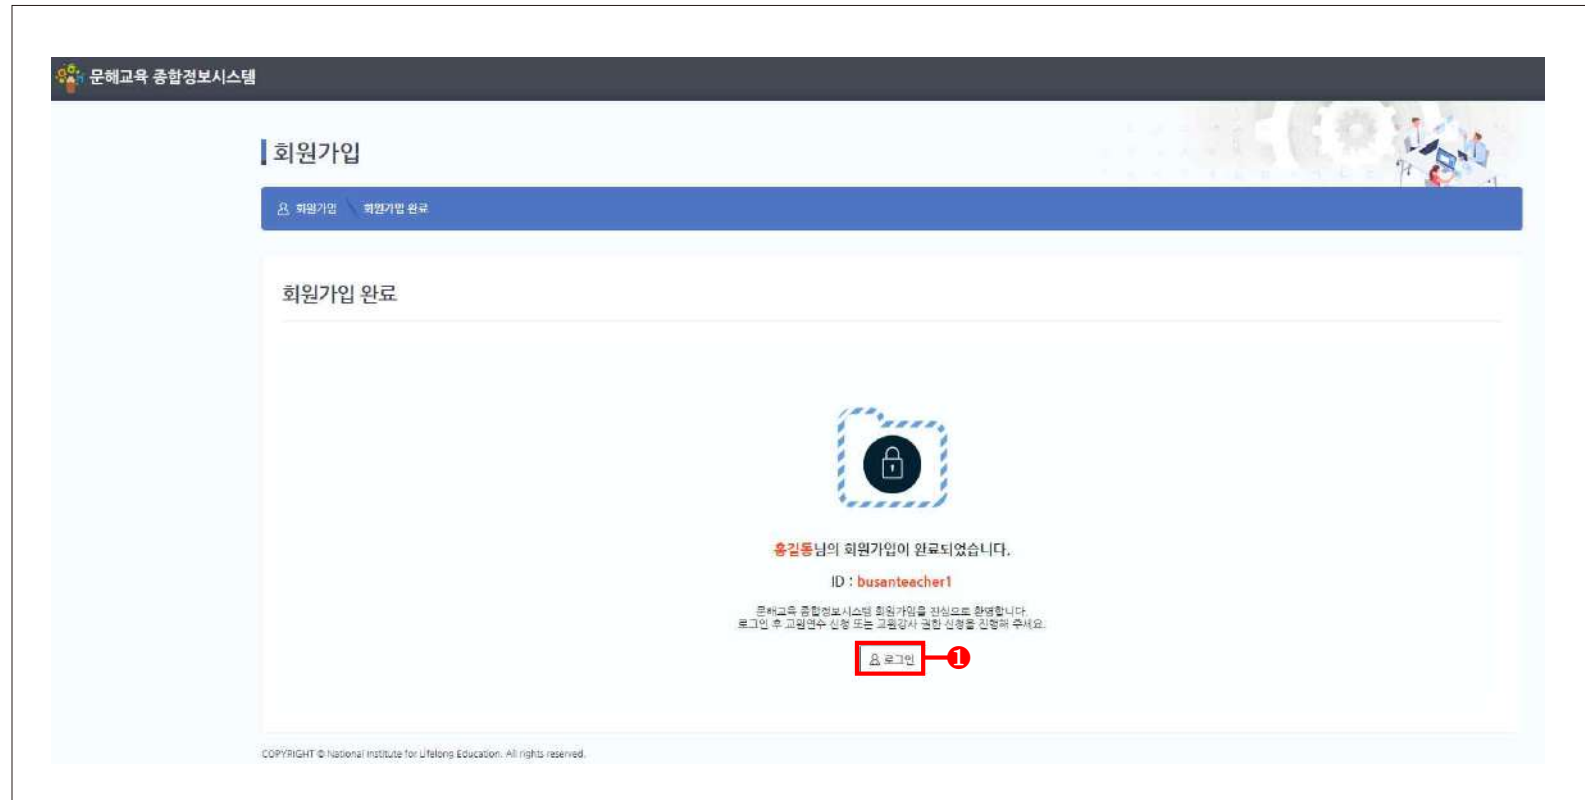 문해교육 종합정보시스템
회원가입
회원가입 \ 회원가입 완료
회원가입 완료
홍길동님의 회원가입이 완료되었습니다.
ID : busanteacher1
문해교육 종합정보시스템 회원가입을 진심으로 환영합니다.
로그인 후 교원연수 신청 또는 교원강사 권한 신청을 진행해 주세요.
로그인 1
COPYRIGHT © National Institute for Lifelong Education. All rights reserved.